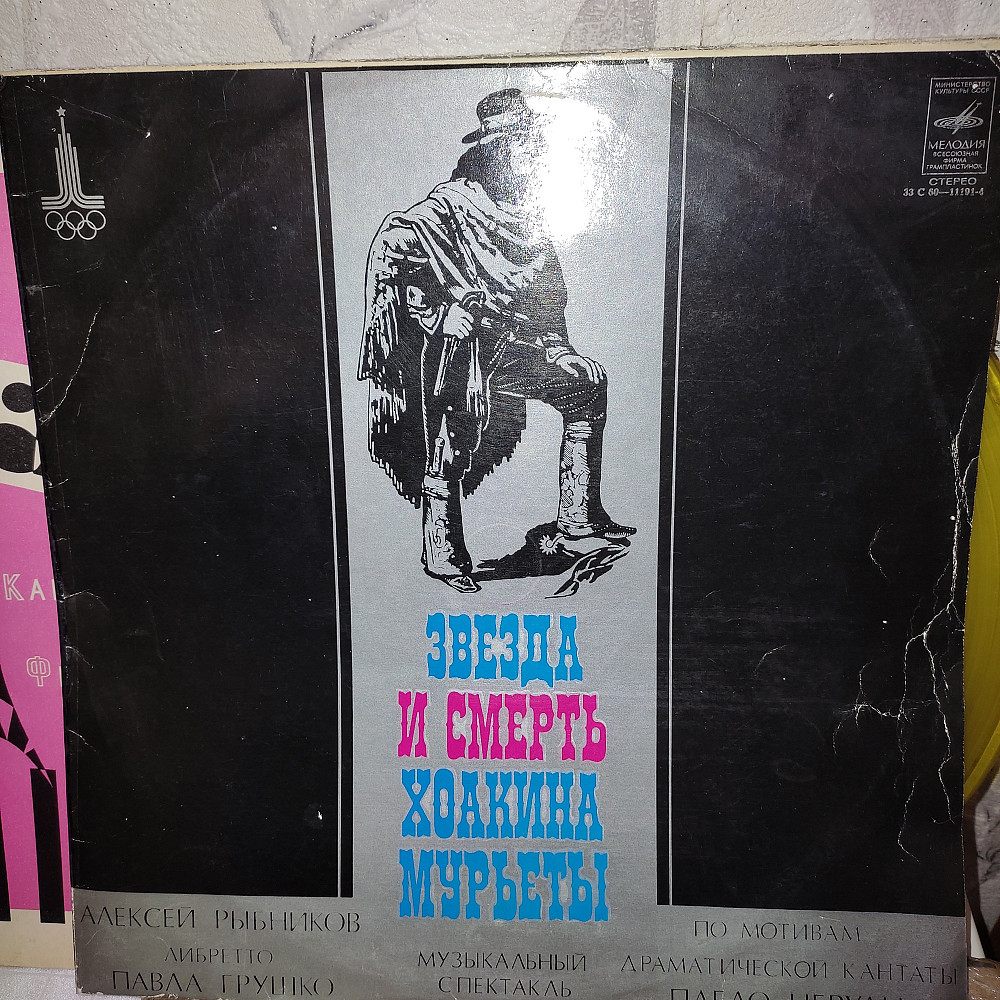 МИНИСТЕРСТВО
КУЛЬТУРЫ СССР
МЕЛОДИЯ
ВСЕСОЮЗНАЯ
ФИРМА
ГРАМПЛАСТИНОК
СТЕРЕО
33 С 60—11191-4
ЗВЕЗДА
И СМЕРТЬ
ХОАКИНА
МУРЬЕТЫ
АЛЕКСЕЙ РЫБНИКОВ
ЛИБРЕТТО
ПАВЛА ГРУШКО
МУЗЫКАЛЬНЫЙ
СПЕКТАКЛЬ
ПО МОТИВАМ
ДРАМАТИЧЕСКОЙ КАНТАТЫ
ПАБЛО